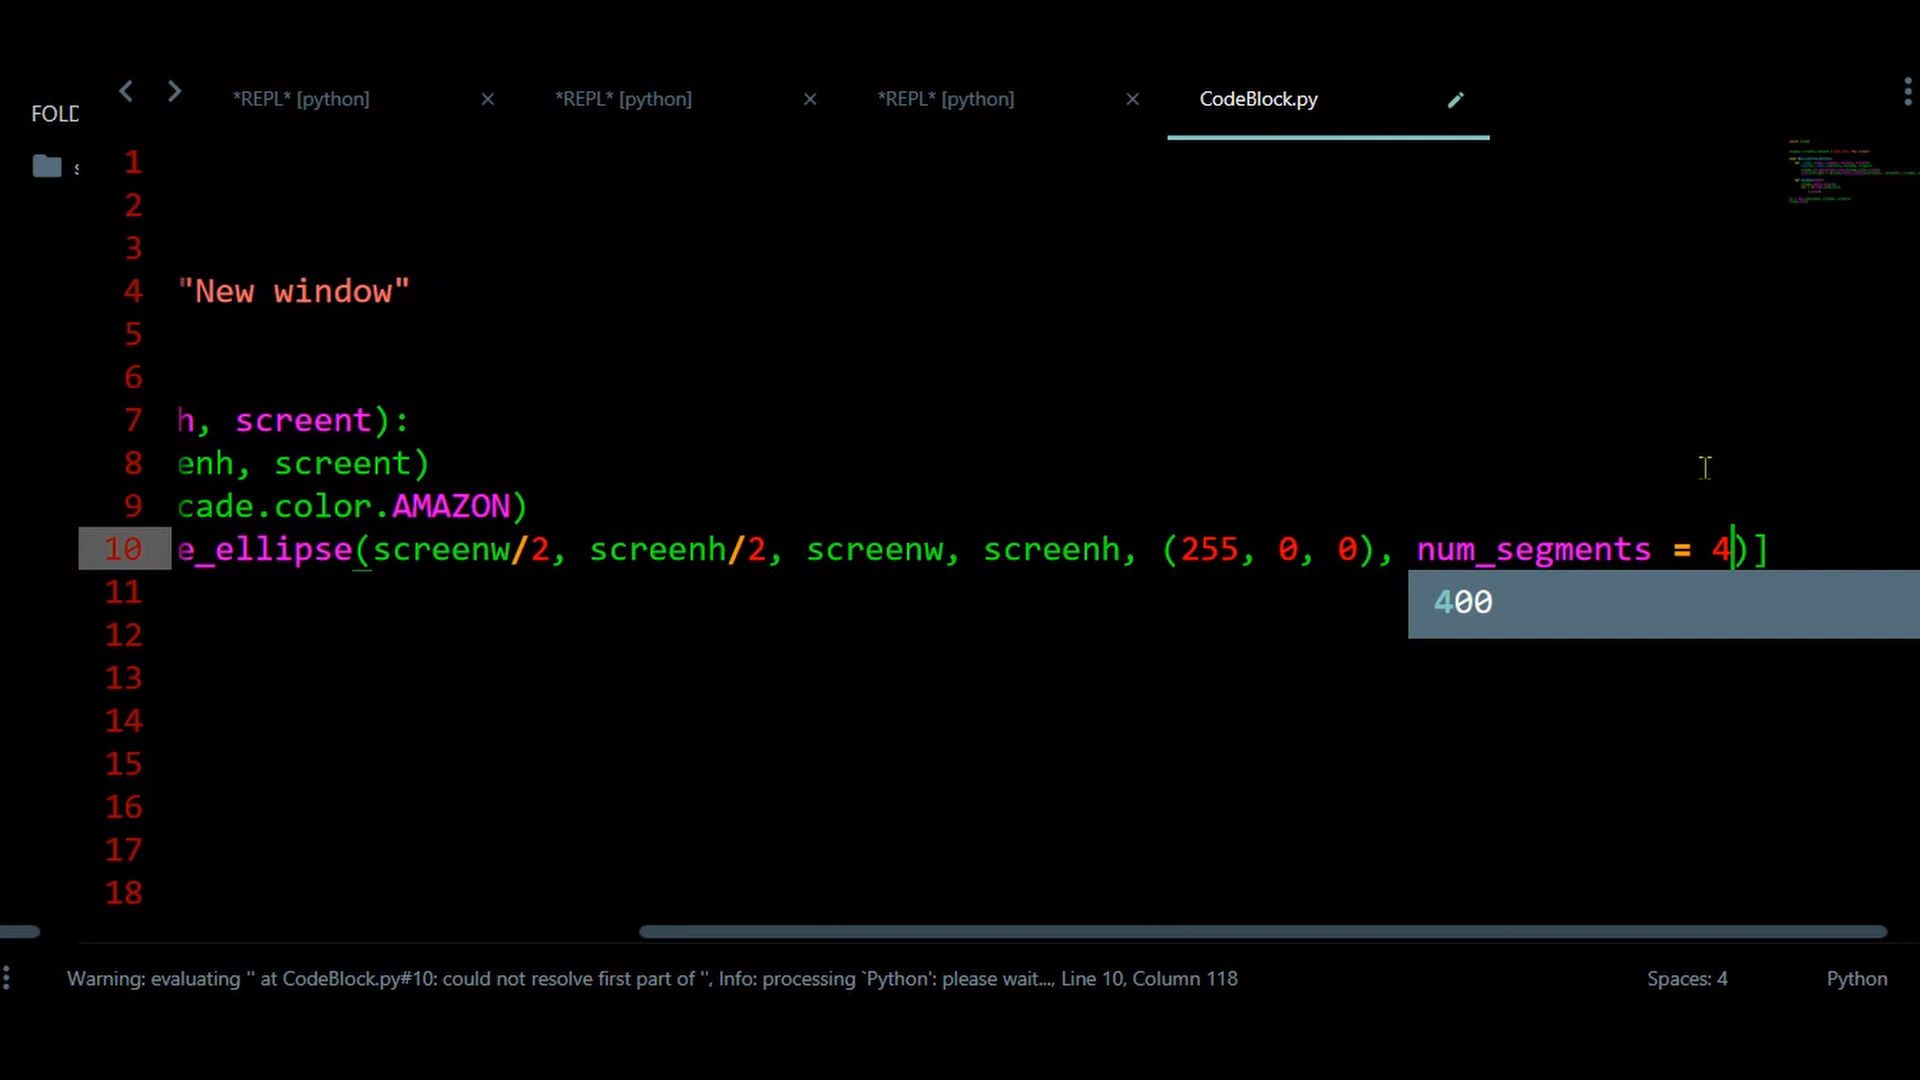 FOLD
s
*REPL* [python] × *REPL* [python] × *REPL* [python] × CodeBlock.py
1
2
3
4 "New window"
5
6
7 h, screent):
8 enh, screent)
9 cade.color.AMAZON)
10 e_ellipse(screenw/2, screenh/2, screenw, screenh, (255, 0, 0), num_segments = 4)]
400
11
12
13
14
15
16
17
18
Warning: evaluating '' at CodeBlock.py#10: could not resolve first part of '', Info: processing `Python': please wait..., Line 10, Column 118 Spaces: 4 Python